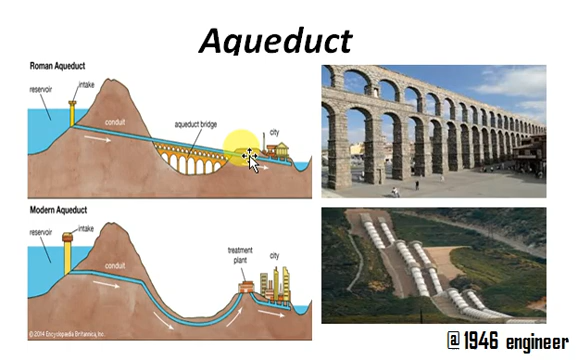 Aqueduct
Roman Aqueduct
intake
reservoir
conduit
aqueduct bridge
city
Modern Aqueduct
intake
reservoir
conduit
treatment
plant
city
© 2014 Encyclopædia Britannica, Inc.
@ 1946 engineer